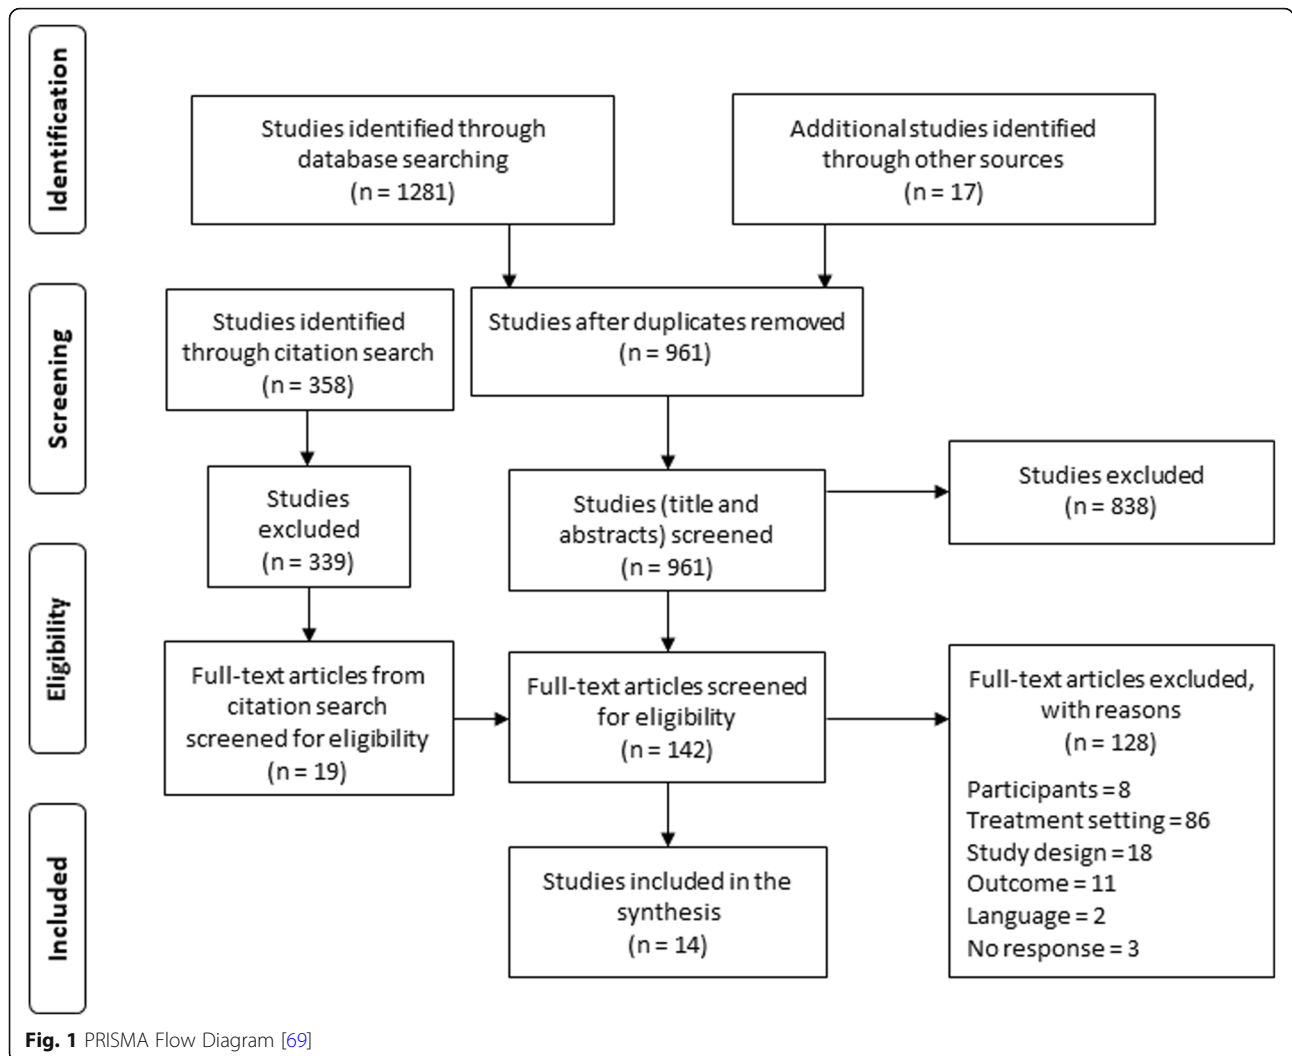 Identification
Studies identified through
database searching
(n = 1281)
Additional studies identified
through other sources
(n = 17)
Screening
Studies identified
through citation search
(n = 358)
Studies after duplicates removed
(n = 961)
Studies
excluded
(n = 339)
Studies (title and
abstracts) screened
(n = 961)
Studies excluded
(n = 838)
Eligibility
Full-text articles from
citation search
screened for eligibility
(n = 19)
Full-text articles screened
for eligibility
(n = 142)
Full-text articles excluded,
with reasons
(n = 128)
Participants = 8
Treatment setting = 86
Study design = 18
Outcome = 11
Language = 2
No response = 3
Included
Studies included in the
synthesis
(n = 14)
Fig. 1 PRISMA Flow Diagram [69]